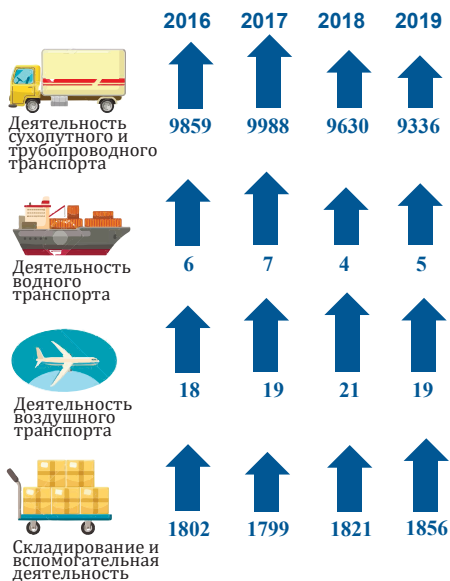 2016 2017 2018 2019
Деятельность
сухопутного и
трубопроводного
транспорта
9859 9988 9630 9336
Деятельность
водного
транспорта
6 7 4 5
Деятельность
воздушного
транспорта
18 19 21 19
Складирование и
вспомогательная
деятельность
1802 1799 1821 1856